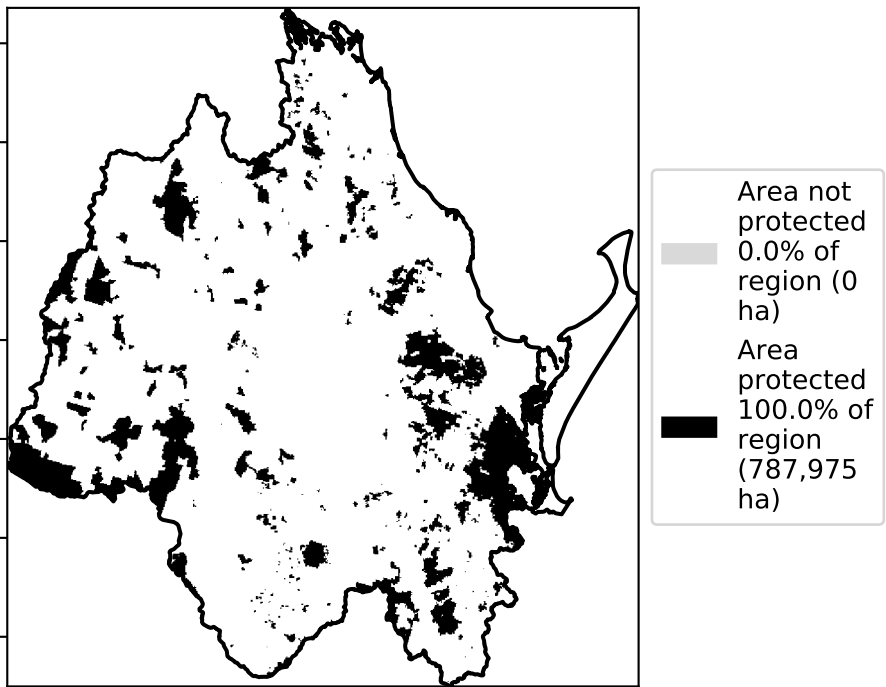 Area not
protected
0.0% of
region (0
ha)
Area
protected
100.0% of
region
(787,975
ha)